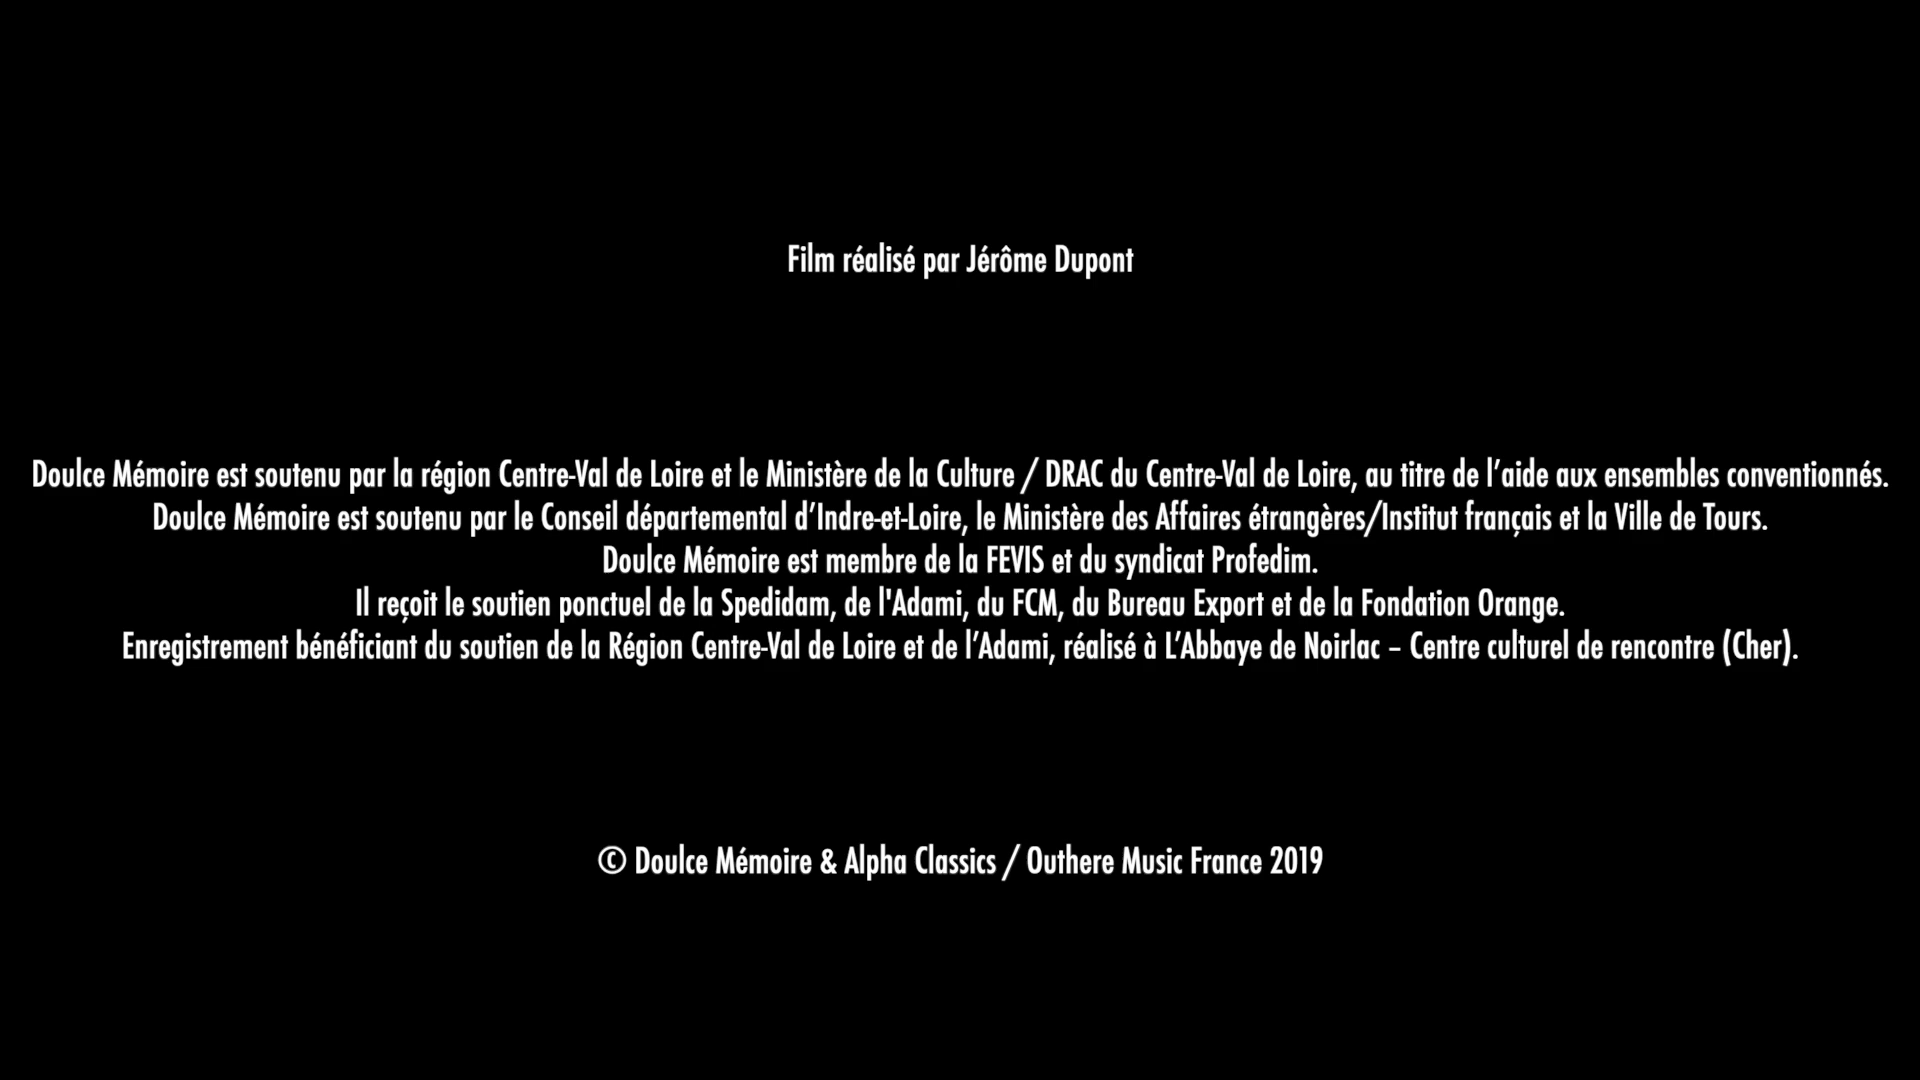 Film réalisé par Jérôme Dupont
Doulce Mémoire est soutenu par la région Centre-Val de Loire et le Ministère de la Culture / DRAC du Centre-Val de Loire, au titre de l’aide aux ensembles conventionnés.
Doulce Mémoire est soutenu par le Conseil départemental d’Indre-et-Loire, le Ministère des Affaires étrangères/Institut français et la Ville de Tours.
Doulce Mémoire est membre de la FEVIS et du syndicat Profedim.
Il reçoit le soutien ponctuel de la Spedidam, de l'Adami, du FCM, du Bureau Export et de la Fondation Orange.
Enregistrement bénéficiant du soutien de la Région Centre-Val de Loire et de l’Adami, réalisé à L’Abbaye de Noirlac – Centre culturel de rencontre (Cher).
© Doulce Mémoire & Alpha Classics / Outhere Music France 2019